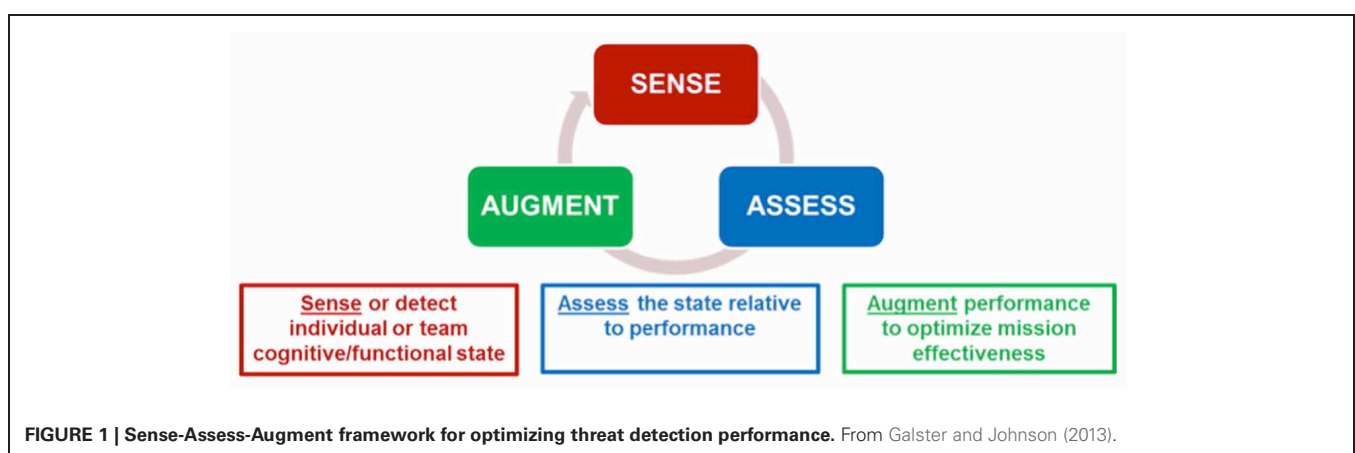 SENSE
AUGMENT
ASSESS
Sense or detect
individual or team
cognitive/functional state
Assess the state relative
to performance
Augment performance
to optimize mission
effectiveness
FIGURE 1 | Sense-Assess-Augment framework for optimizing threat detection performance. From Galster and Johnson (2013).